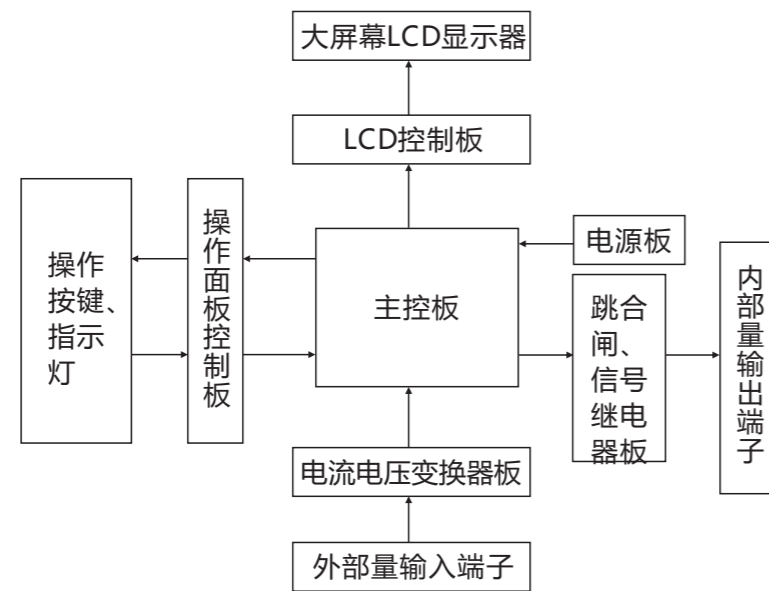 大屏幕LCD显示器
LCD控制板
操作
按键、
指示
灯
操作面板控制板
主控板
电源板
跳合
闸、
信号
继电
器板
内部量输出端子
电流电压变换器板
外部量输入端子